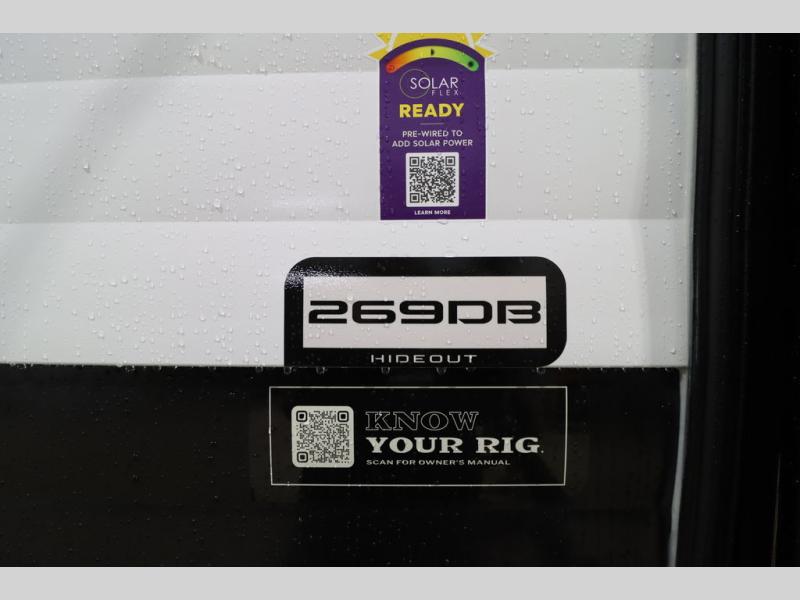 SOLAR
FLEX
READY
PRE-WIRED TO
ADD SOLAR POWER
LEARN MORE
269DB
HIDEOUT
KNOW
YOUR RIG.
SCAN FOR OWNER'S MANUAL